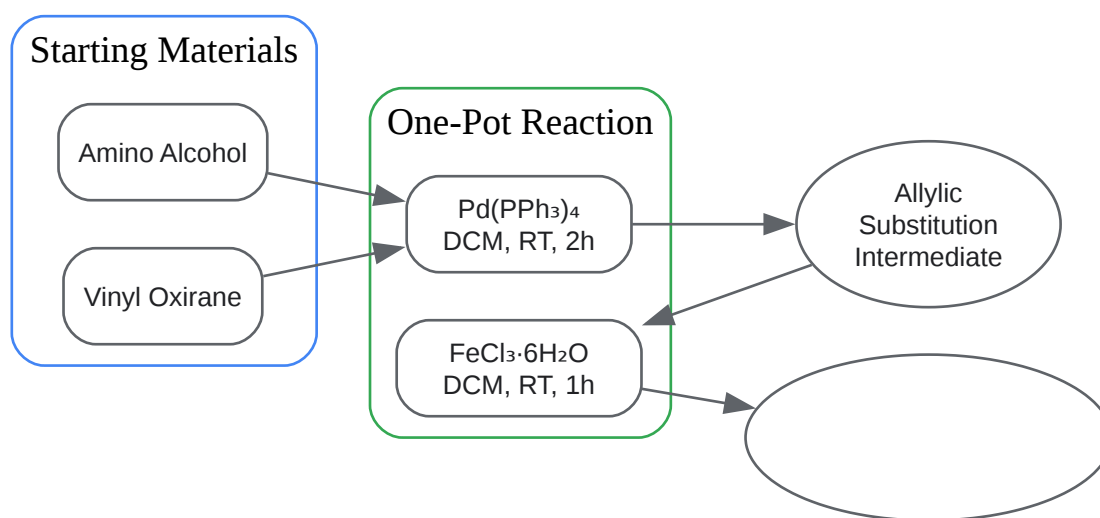 Starting Materials
Amino Alcohol
Vinyl Oxirane
One-Pot Reaction
Pd(PPh₃)₄
DCM, RT, 2h
FeCl₃·6H₂O
DCM, RT, 1h
Allylic
Substitution
Intermediate